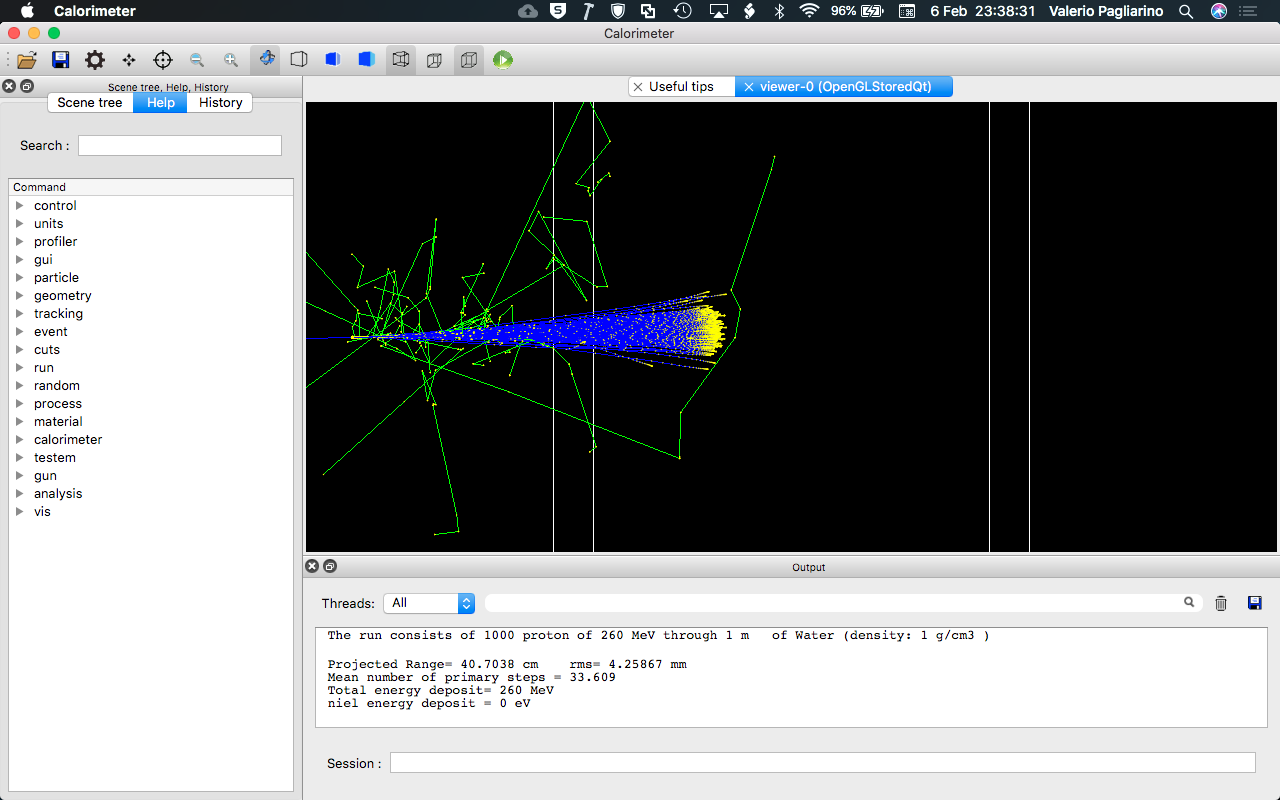 Calorimeter
96%
6 Feb 23:38:31
Valerio Pagliarino
Calorimeter
Scene tree, Help, History
Scene tree
Help
History
Search :
Command
control
units
profiler
gui
particle
geometry
tracking
event
cuts
run
random
process
material
calorimeter
testem
gun
analysis
vis
Useful tips
viewer-0 (OpenGLStoredQt)
Output
Threads:
All
The run consists of 1000 proton of 260 MeV through 1 m of Water (density: 1 g/cm3 )
Projected Range= 40.7038 cm rms= 4.25867 mm
Mean number of primary steps = 33.609
Total energy deposit= 260 MeV
niel energy deposit = 0 eV
Session :